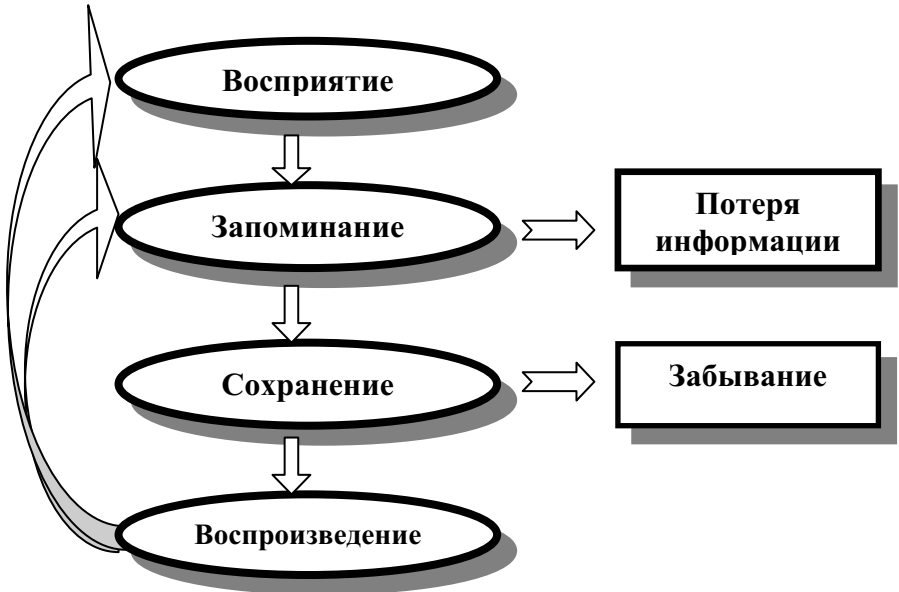 Восприятие
Запоминание
Потеря
информации
Сохранение
Забывание
Воспроизведение